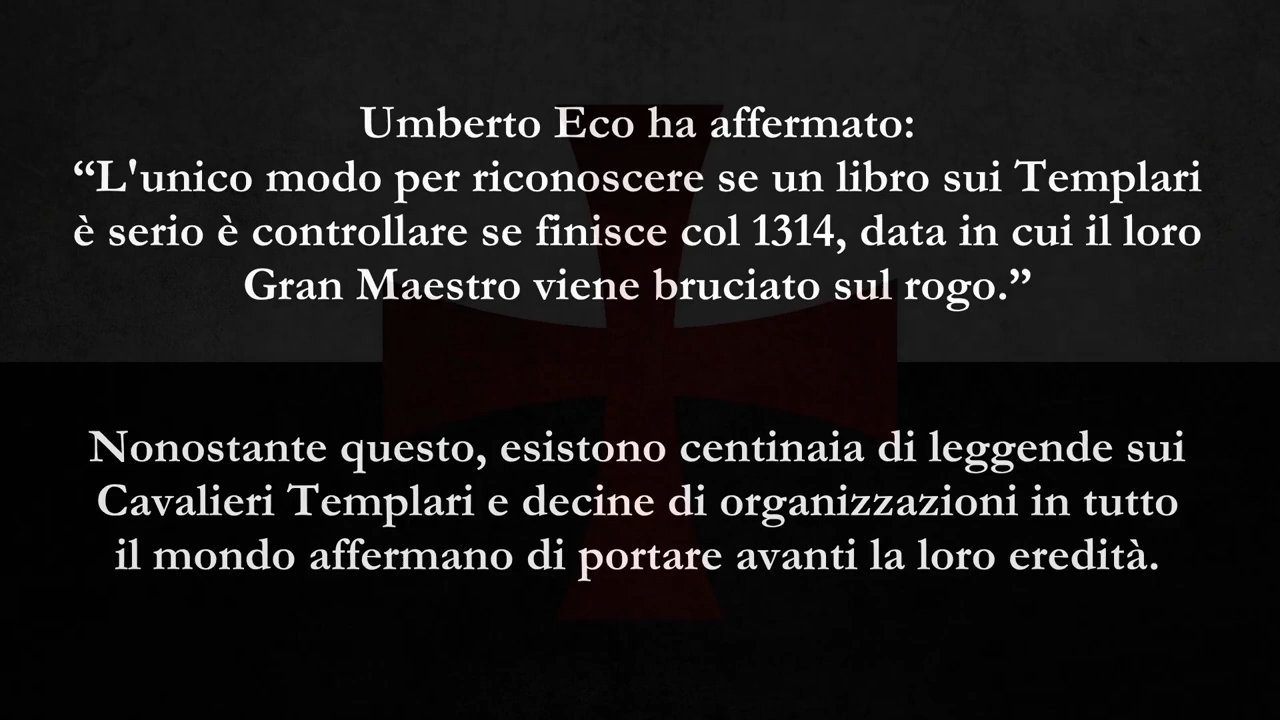 Umberto Eco ha affermato:
“L'unico modo per riconoscere se un libro sui Templari
è serio è controllare se finisce col 1314, data in cui il loro
Gran Maestro viene bruciato sul rogo.”
Nonostante questo, esistono centinaia di leggende sui
Cavalieri Templari e decine di organizzazioni in tutto
il mondo affermano di portare avanti la loro eredità.